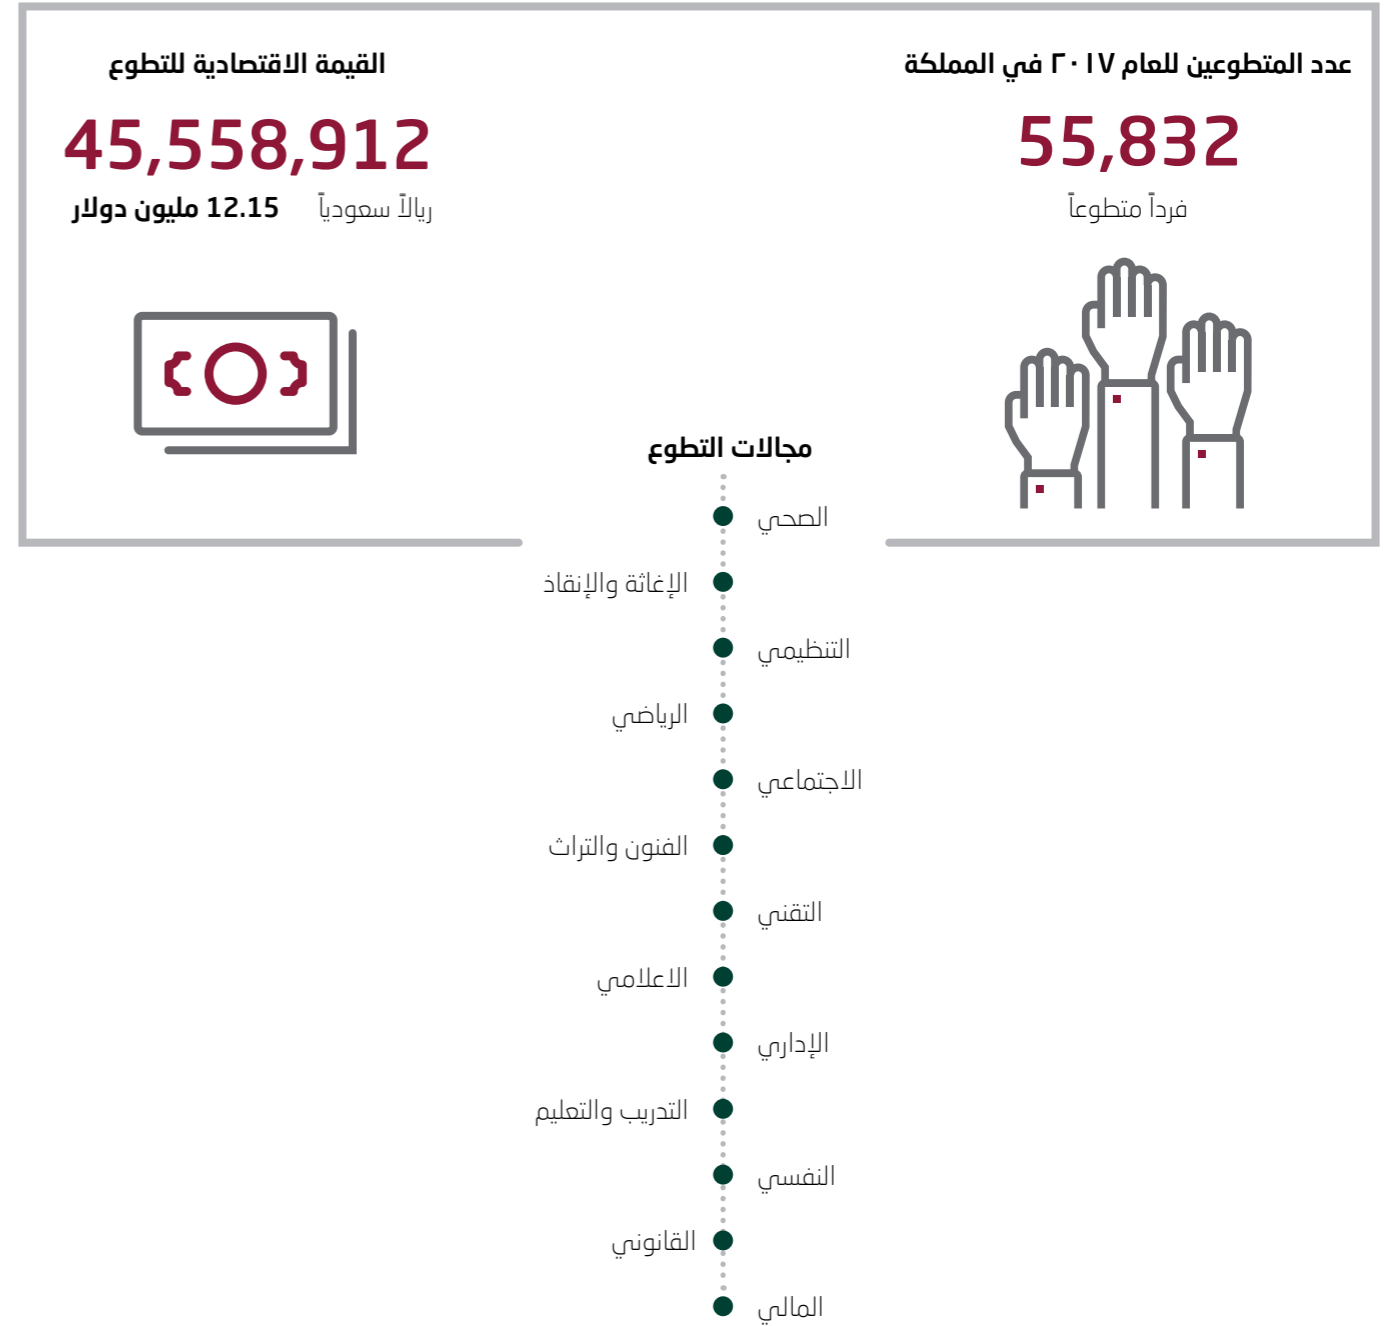 عدد المتطوعين للعام ٢٠١٧ في المملكة
55,832
فرداً متطوعاً
القيمة الاقتصادية للتطوع
45,558,912
ريالاً سعودياً 12.15 مليون دولار
مجالات التطوع
الصحي
الإغاثة والإنقاذ
التنظيمي
الرياضي
الاجتماعي
الفنون والتراث
التقني
الاعلامي
الإداري
التدريب والتعليم
النفسي
القانوني
المالي